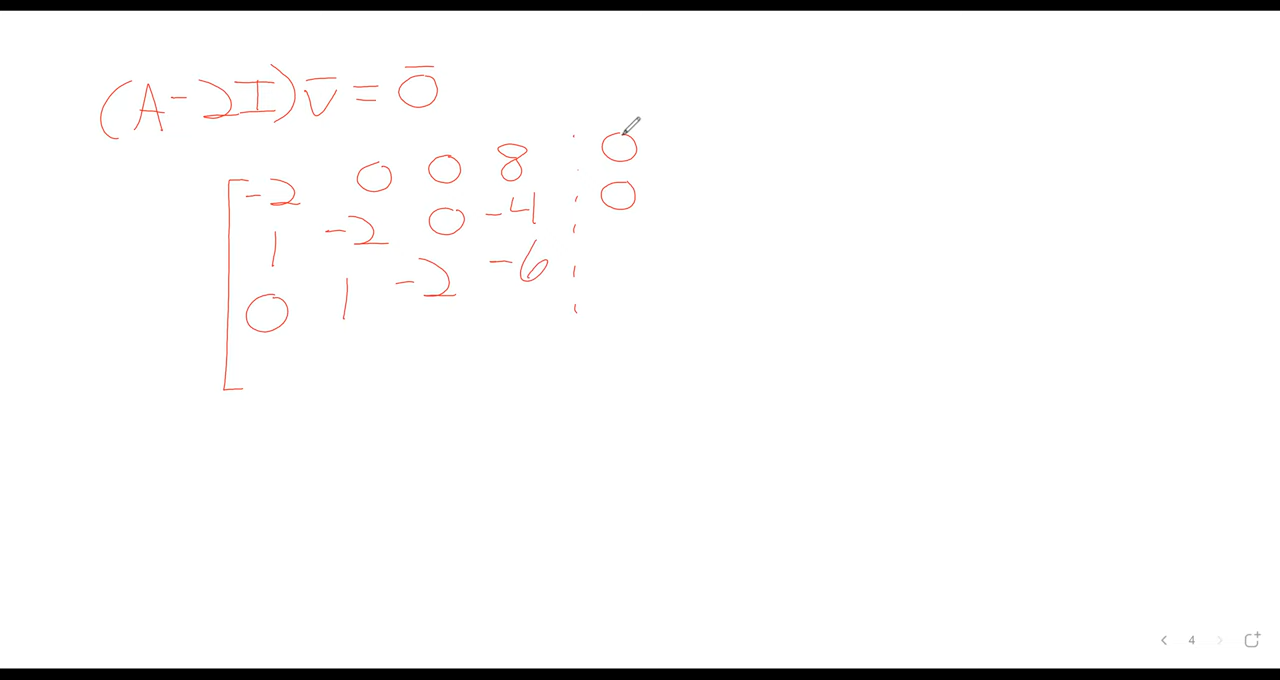 (A-2I)v̅ = 0̅
-2 0 0 8 ⋮ 0
1 -2 0 -4 ⋮ 0
0 1 -2 -6 ⋮
4